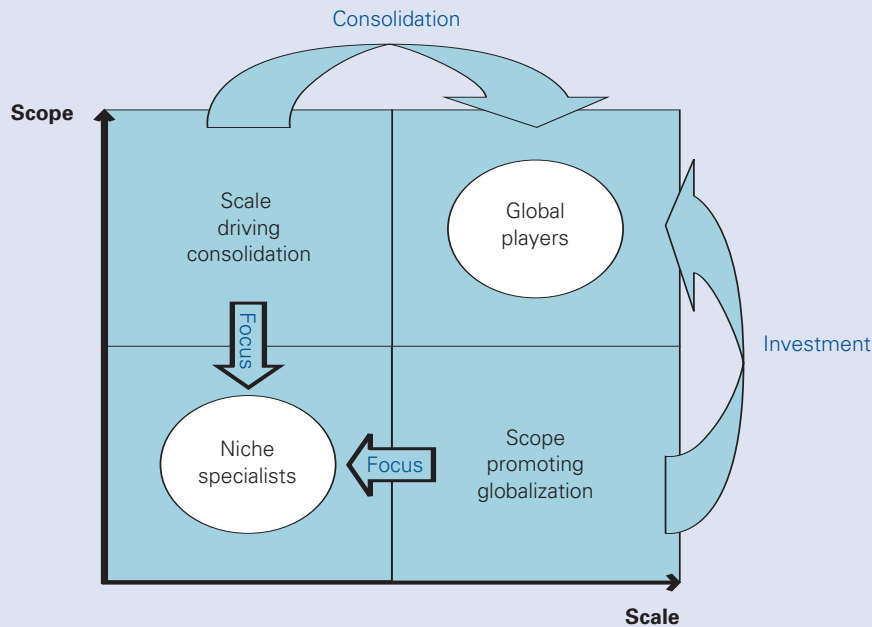 Consolidation
Scope
Scale
driving
consolidation
Global
players
Focus
Investment
Niche
specialists
Focus
Scope
promoting
globalization
Scale